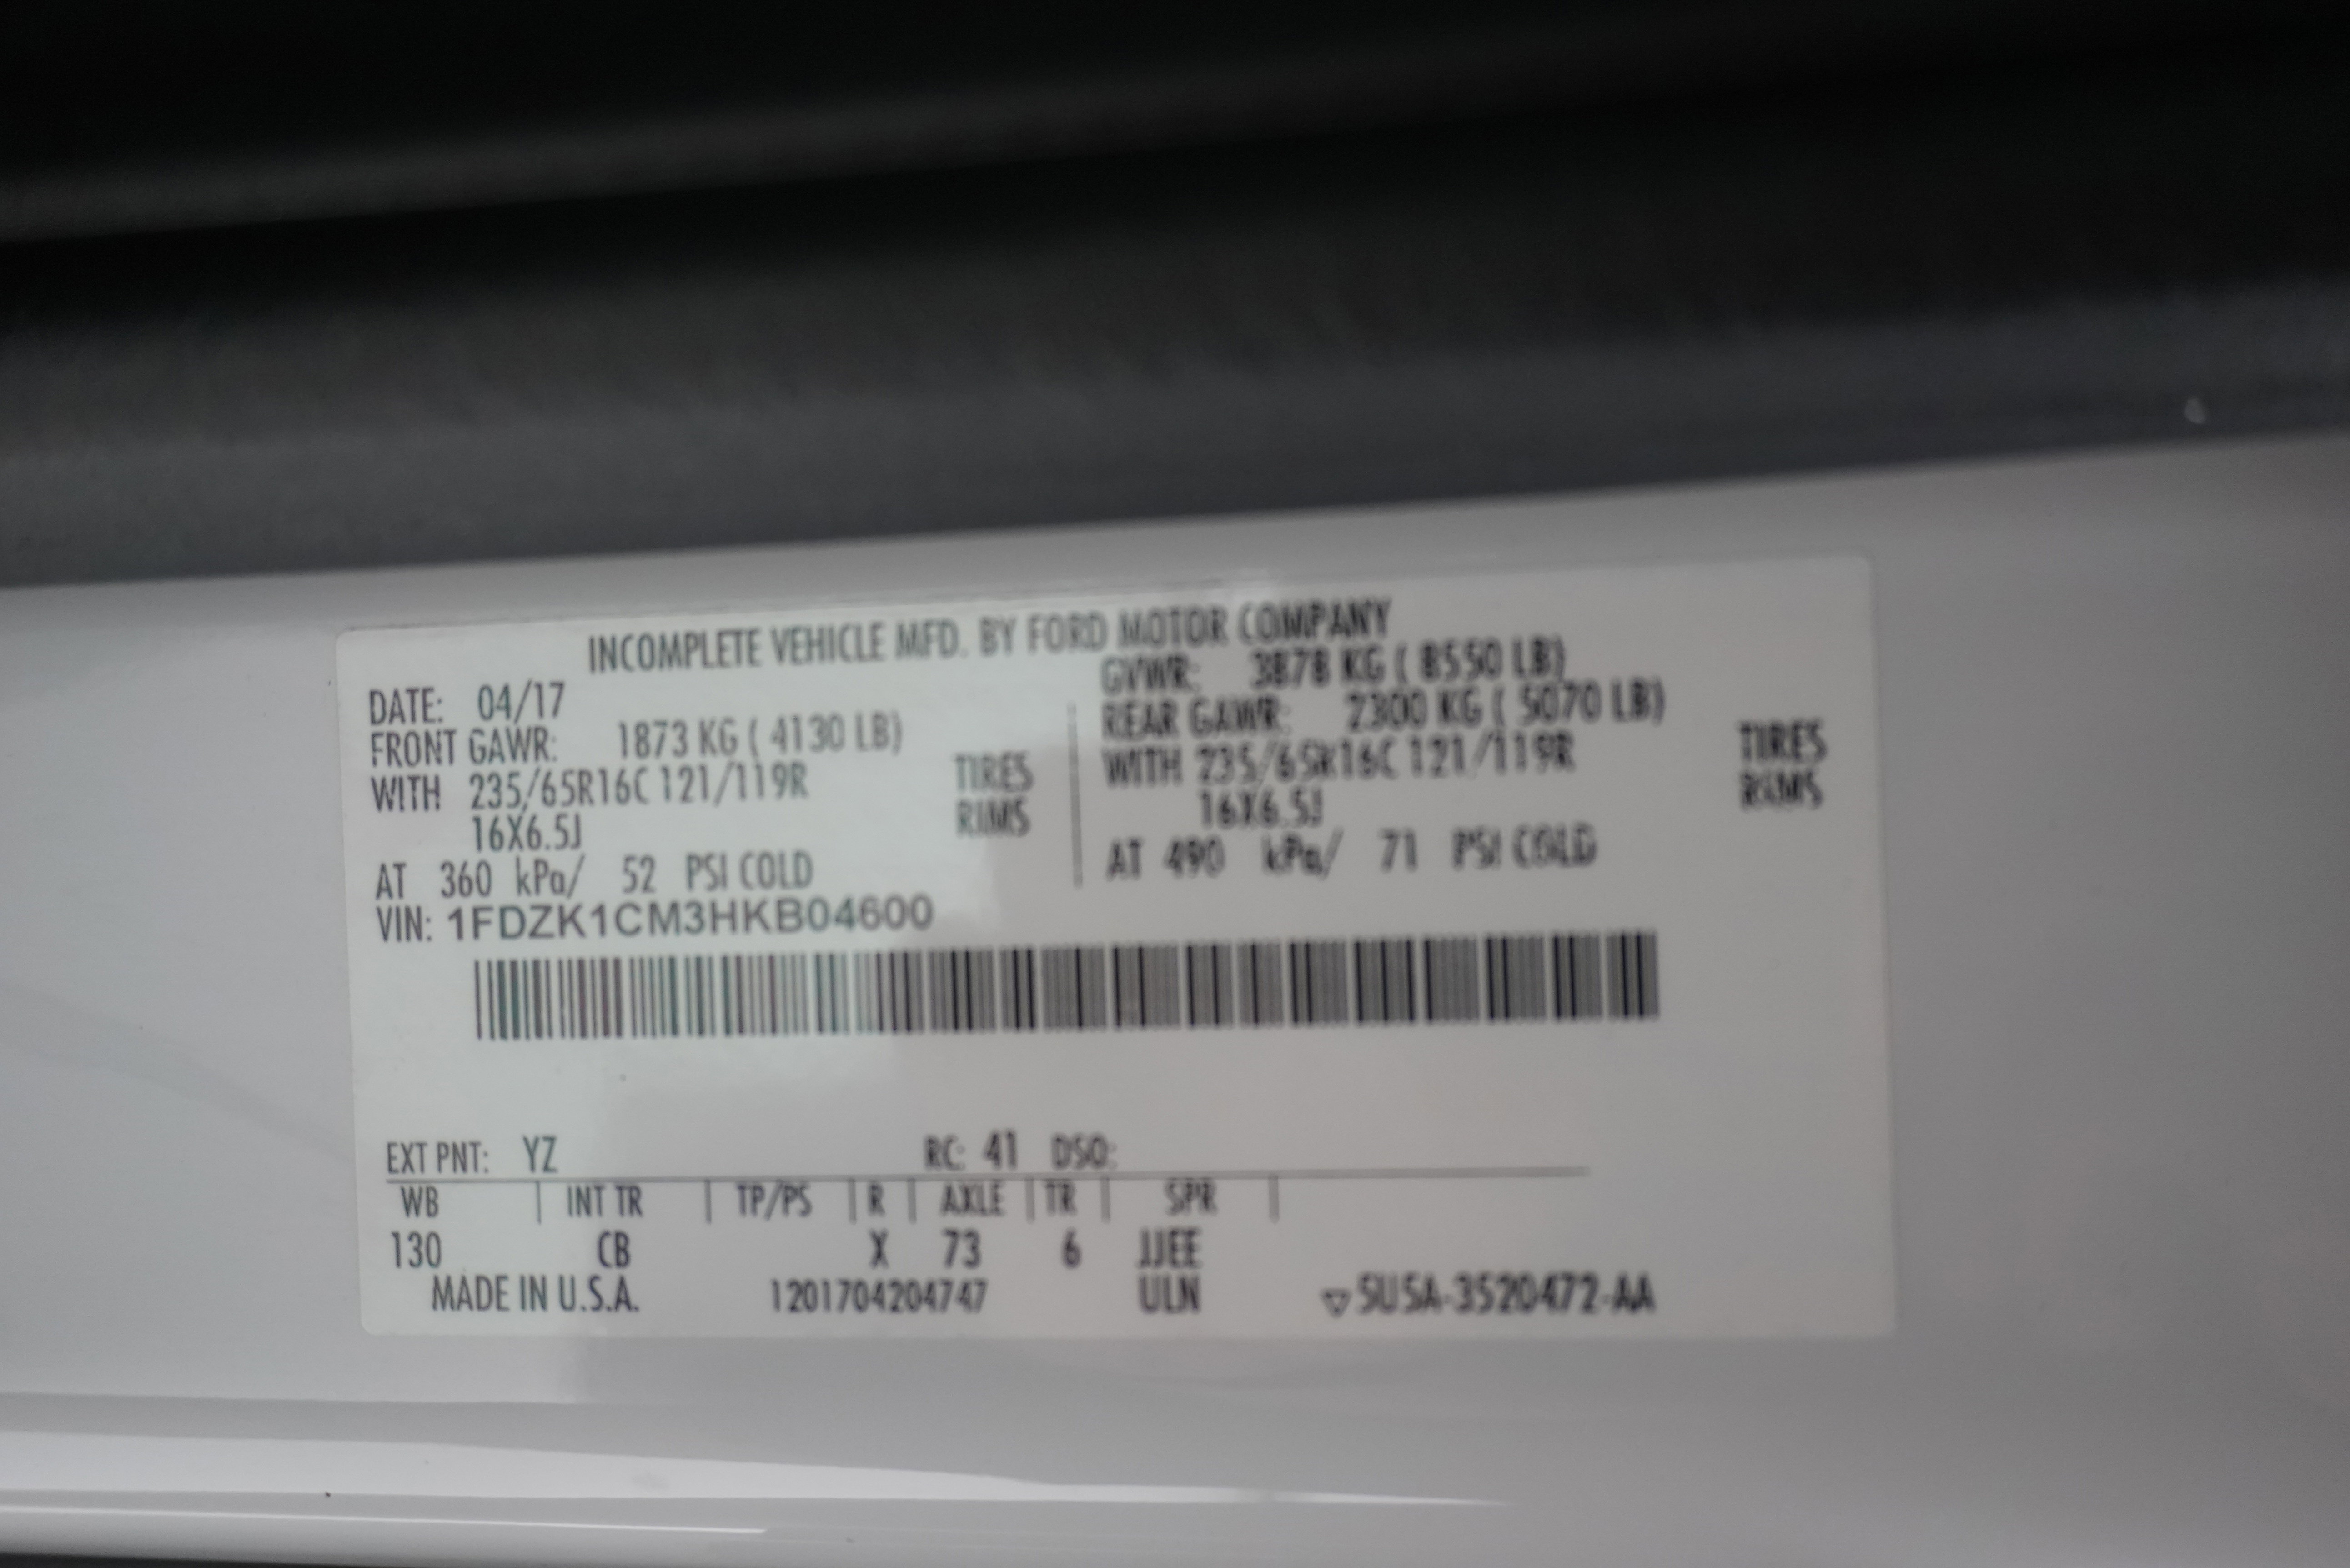 INCOMPLETE VEHICLE MFD. BY FORD MOTOR COMPANY
DATE: 04/17
GVWR: 3878 KG ( 8550 LB)
FRONT GAWR: 1873 KG ( 4130 LB)
REAR GAWR: 2300 KG ( 5070 LB)
WITH 235/65R16C 121/119R TIRES
16X6.5J RIMS
AT 360 kPa/ 52 PSI COLD
WITH 235/65R16C 121/119R TIRES
16X6.5J RIMS
AT 490 kPa/ 71 PSI COLD
VIN: 1FDZK1CM3HKB04600
EXT PNT: YZ RC: 41 DSO:
WB | INT TR | TP/PS | R | AXLE | TR | SPR |
130 CB X 73 6 JJEE
MADE IN U.S.A. 1201704204747 ULN ▽5U5A-3520472-AA